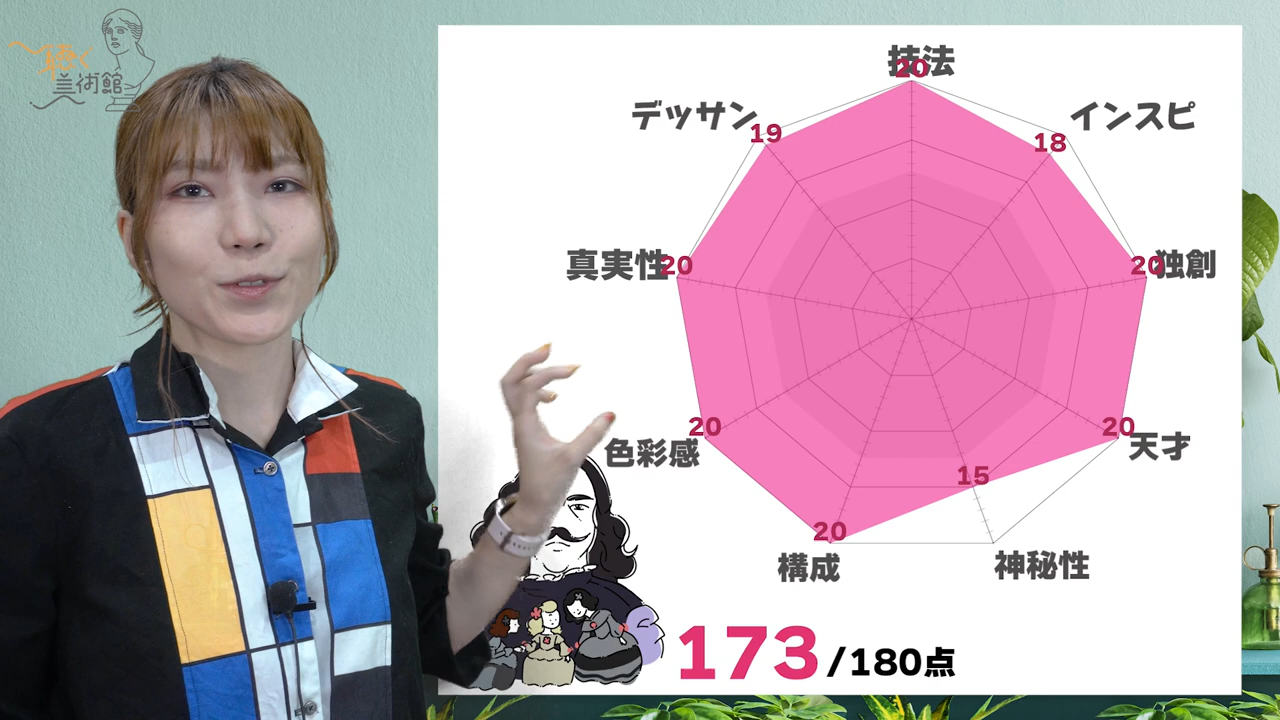 聴く
美術館
技法
20
デッサン
19
インスピ
18
真実性
20
独創
20
色彩感
20
天才
20
構成
20
神秘性
15
173/180点